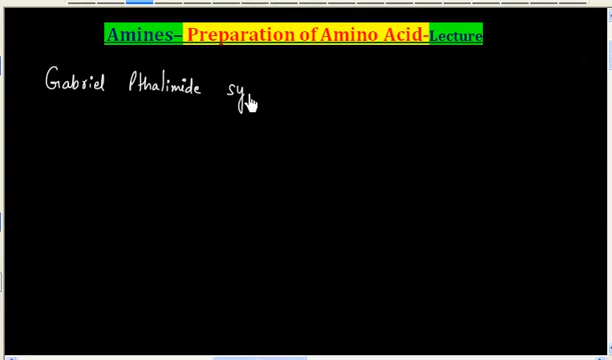 Amines– Preparation of Amino Acid-Lecture
Gabriel Pthalimide sy